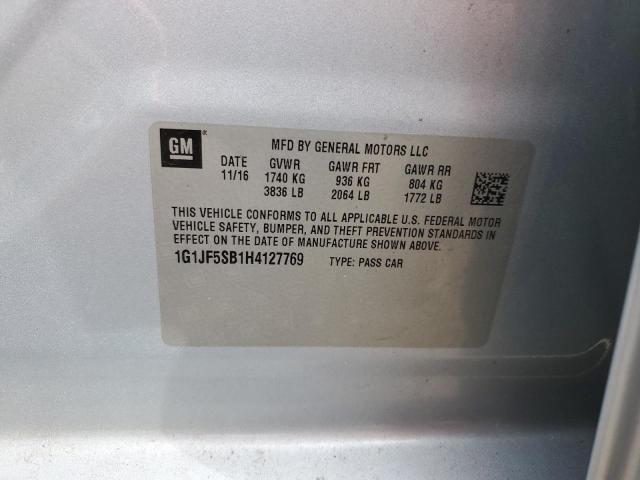 GM
MFD BY GENERAL MOTORS LLC
DATE GVWR GAWR FRT GAWR RR
11/16 1740 KG 936 KG 804 KG
3836 LB 2064 LB 1772 LB
THIS VEHICLE CONFORMS TO ALL APPLICABLE U.S. FEDERAL MOTOR
VEHICLE SAFETY, BUMPER, AND THEFT PREVENTION STANDARDS IN
EFFECT ON THE DATE OF MANUFACTURE SHOWN ABOVE.
1G1JF5SB1H4127769 TYPE: PASS CAR